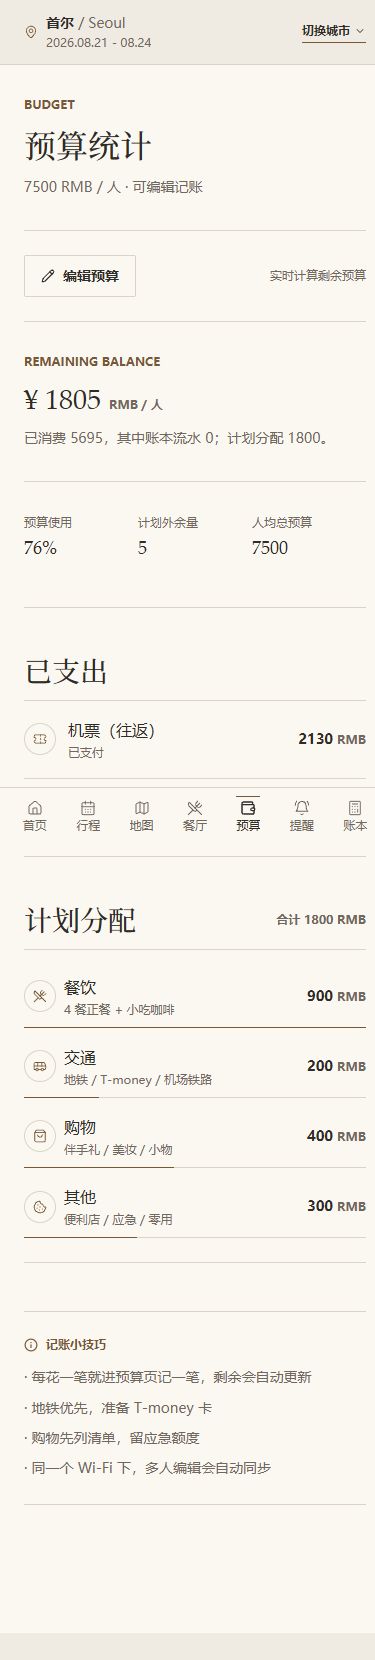 首尔 / Seoul
2026.08.21 - 08.24
切换城市
BUDGET
预算统计
7500 RMB / 人 · 可编辑记账
编辑预算
实时计算剩余预算
REMAINING BALANCE
¥ 1805 RMB / 人
已消费 5695，其中账本流水 0；计划分配 1800。
预算使用 计划外余量 人均总预算
76% 5 7500
已支出
机票（往返）
已支付
2130 RMB
首页 行程 地图 餐厅 预算 提醒 账本
计划分配
合计 1800 RMB
餐饮
4 餐正餐 + 小吃咖啡
900 RMB
交通
地铁 / T-money / 机场铁路
200 RMB
购物
伴手礼 / 美妆 / 小物
400 RMB
其他
便利店 / 应急 / 零用
300 RMB
记账小技巧
· 每花一笔就进预算页记一笔，剩余会自动更新
· 地铁优先，准备 T-money 卡
· 购物先列清单，留应急额度
· 同一个 Wi-Fi 下，多人编辑会自动同步